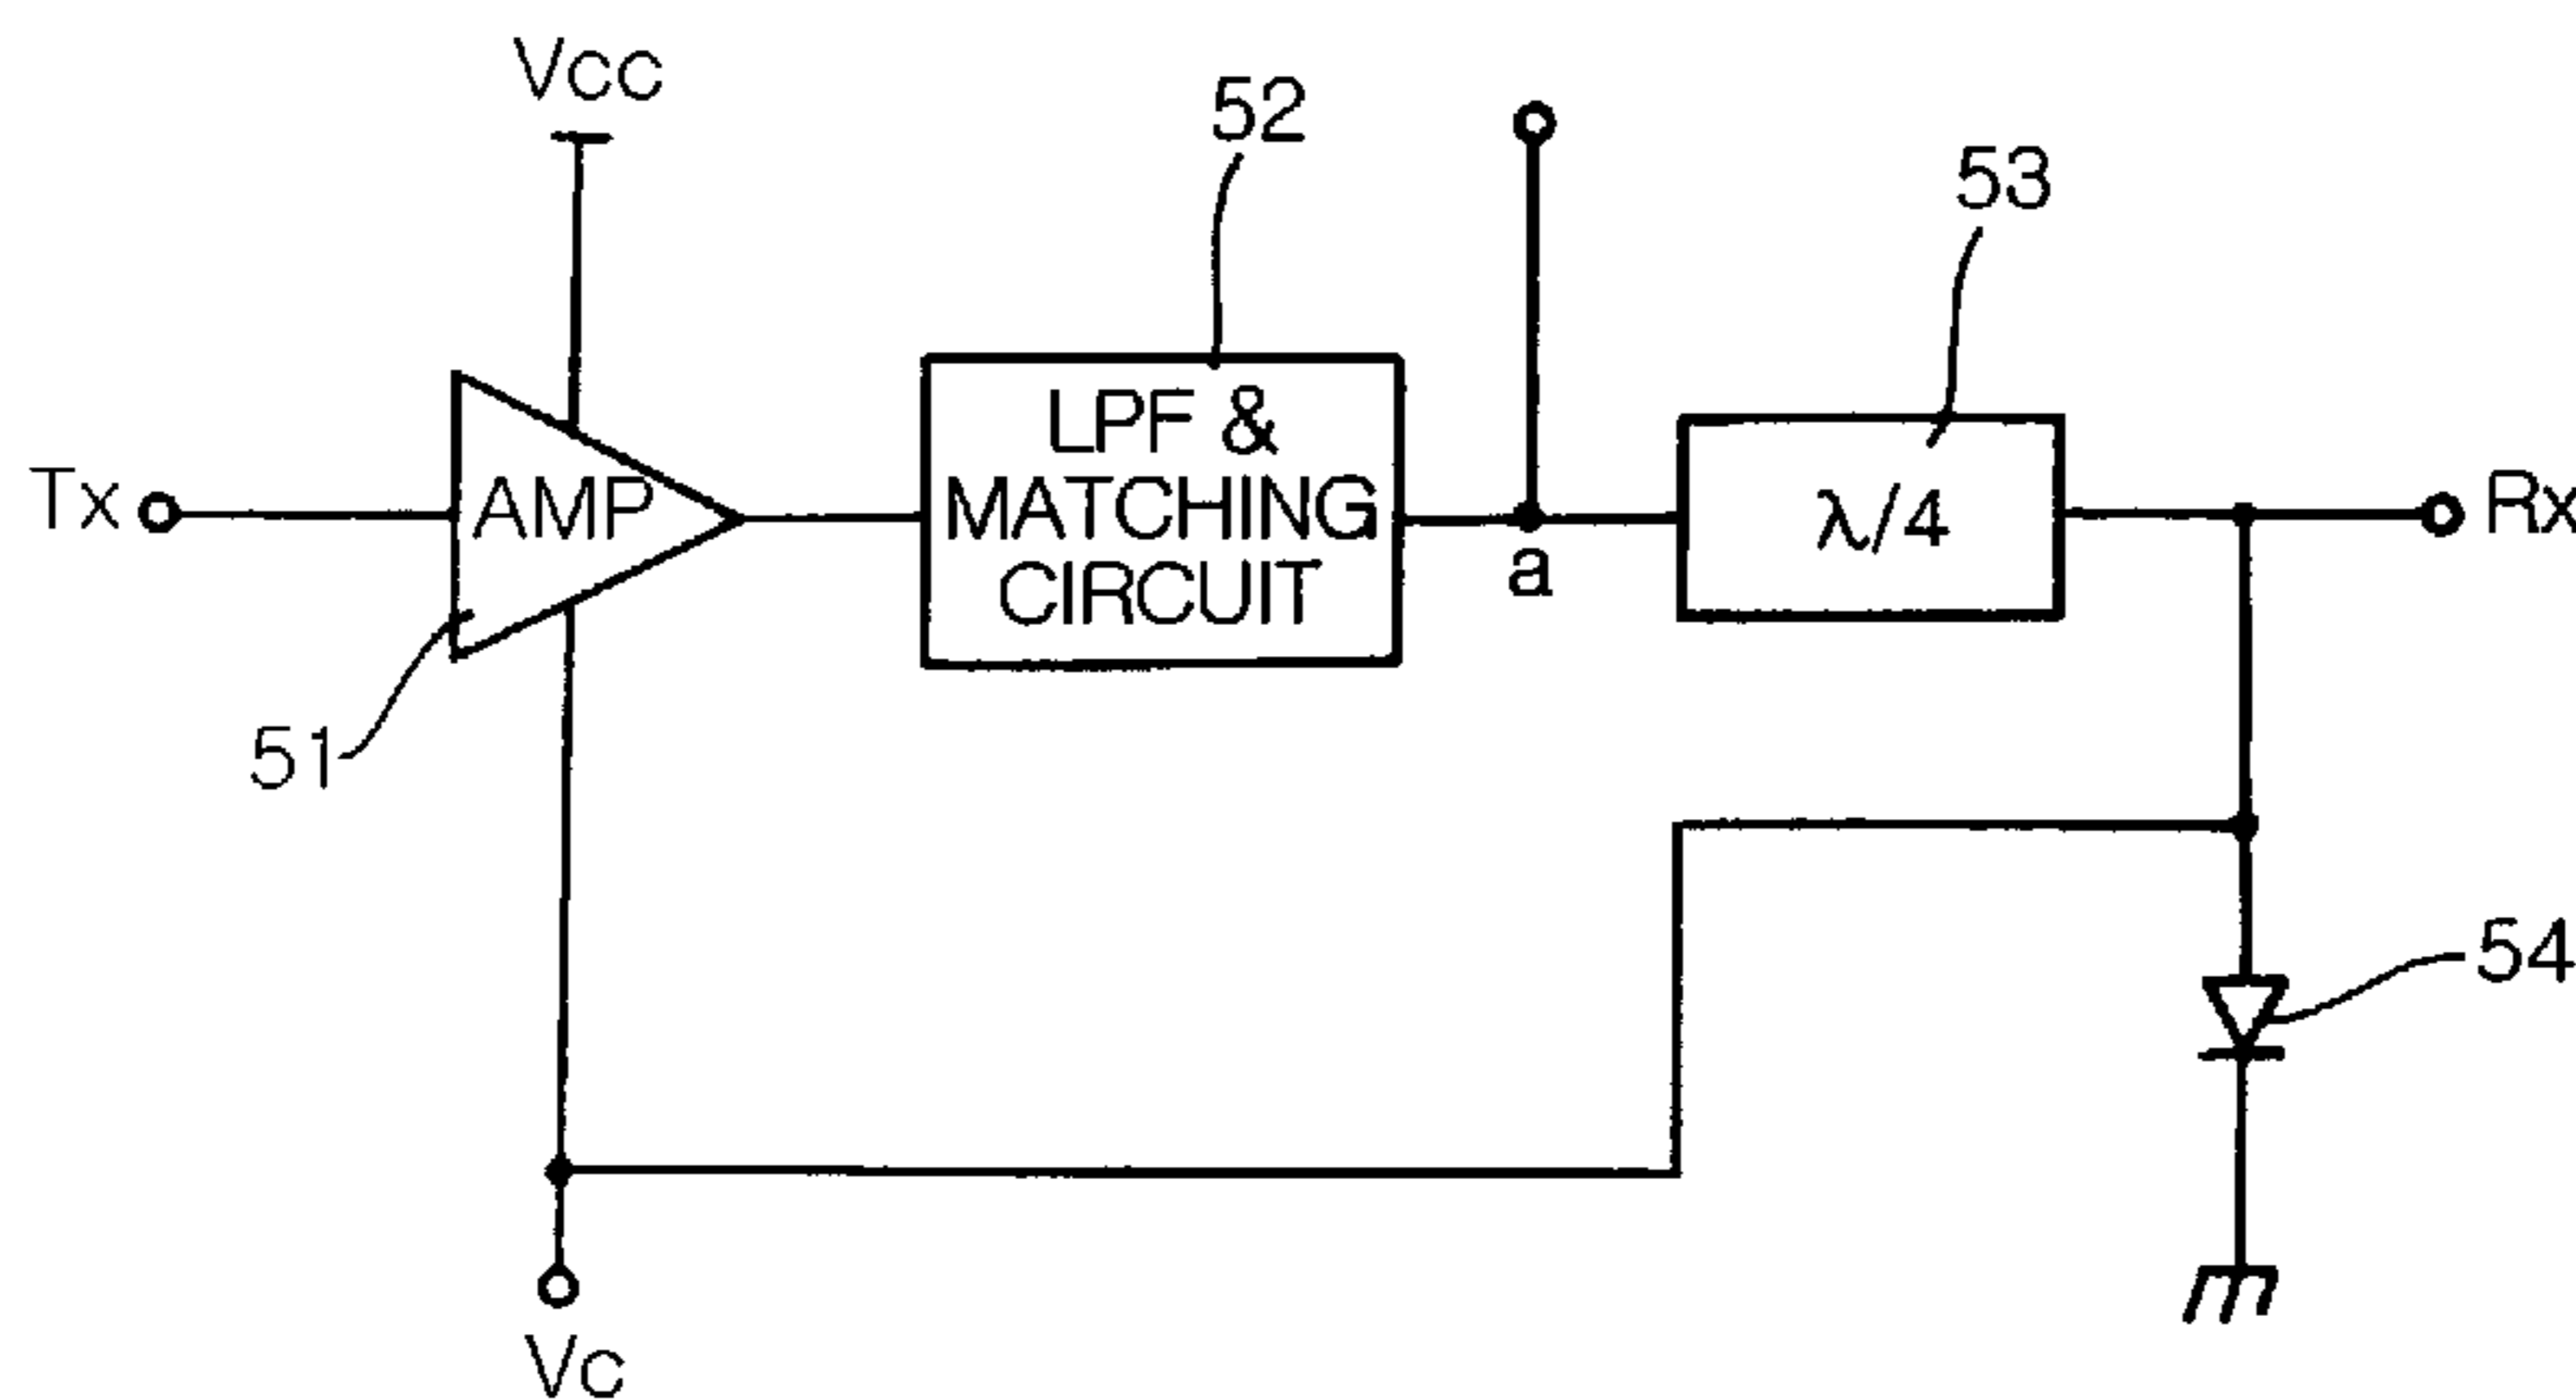 Vcc
52
53
Tx
AMP
LPF &
MATCHING
CIRCUIT
a
λ/4
Rx
51
54
Vc